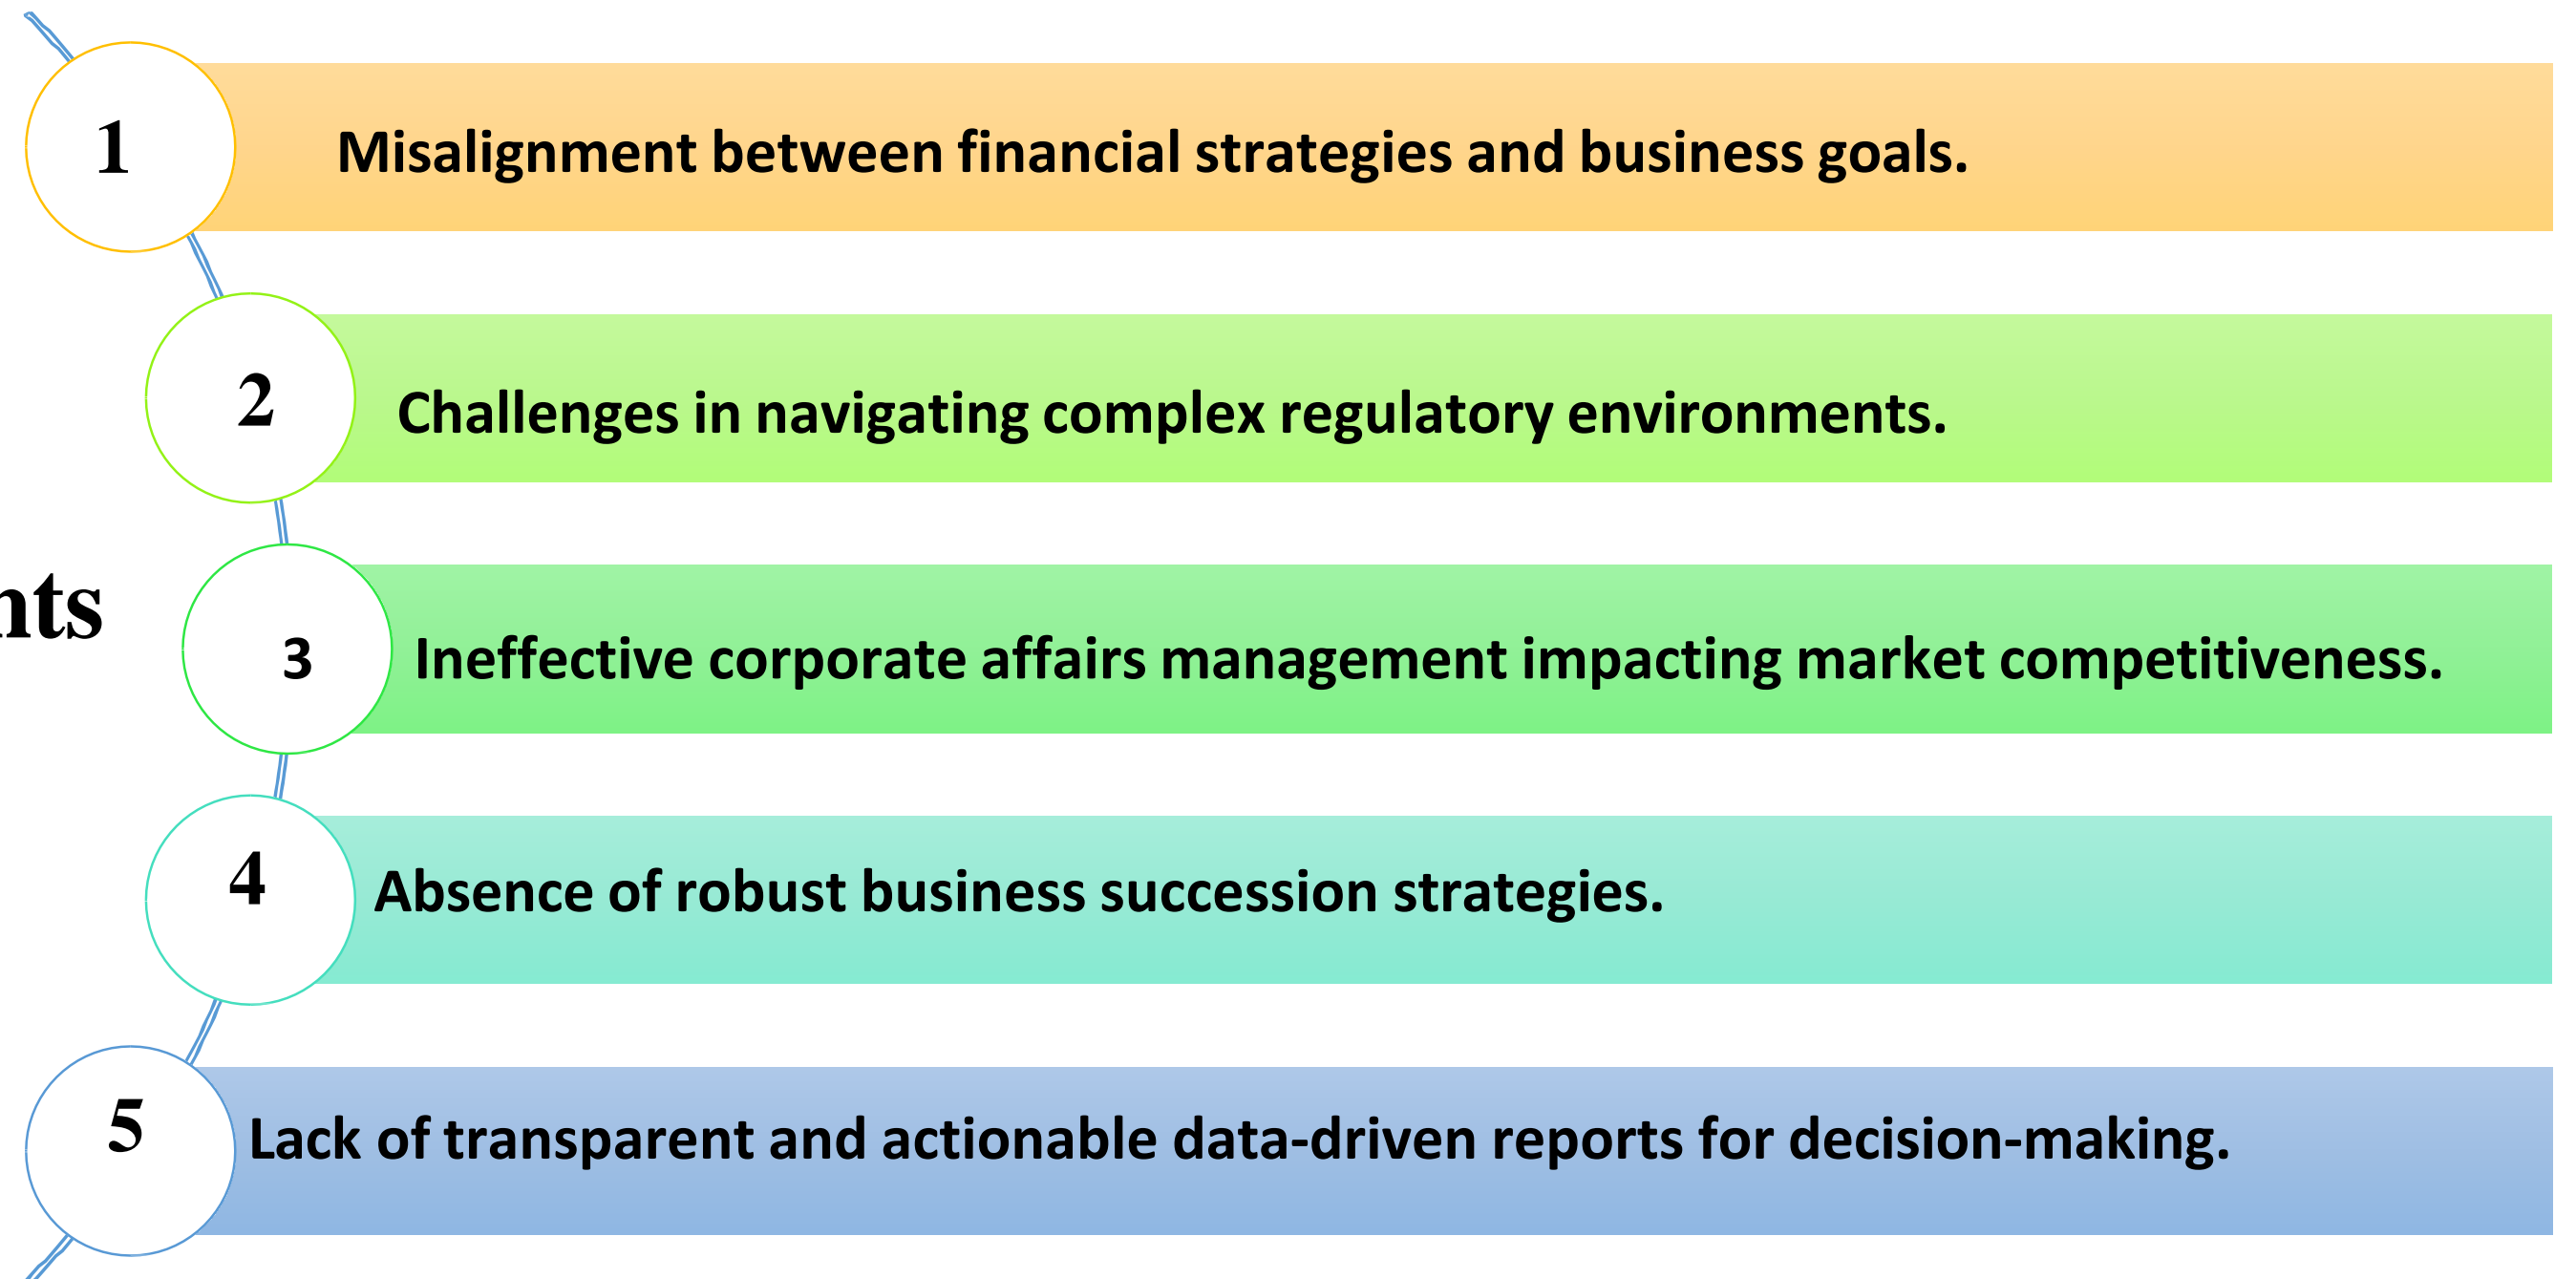 1 Misalignment between financial strategies and business goals.
2 Challenges in navigating complex regulatory environments.
nts
3 Ineffective corporate affairs management impacting market competitiveness.
4 Absence of robust business succession strategies.
5 Lack of transparent and actionable data-driven reports for decision-making.